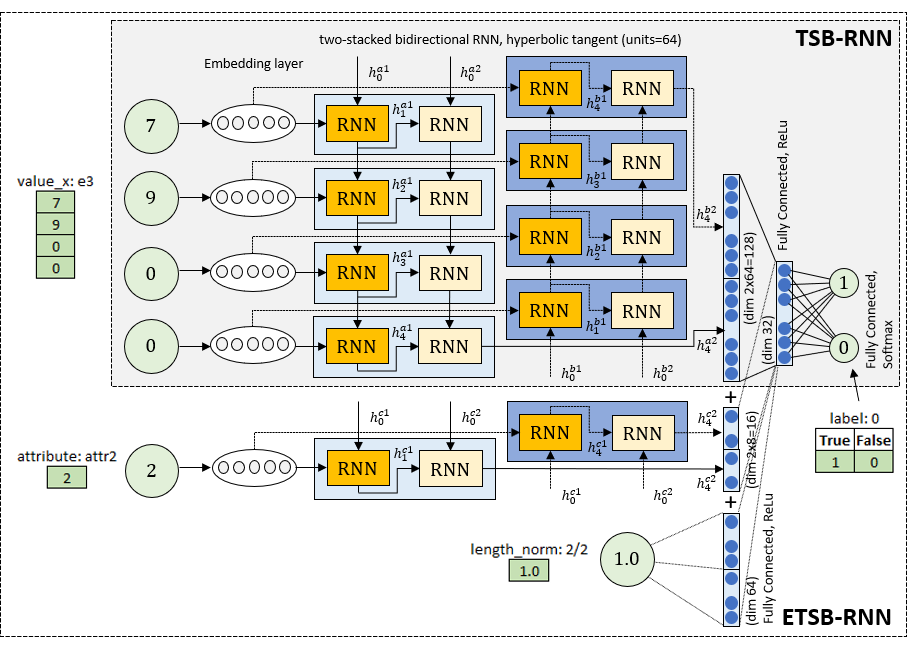 TSB-RNN
two-stacked bidirectional RNN, hyperbolic tangent (units=64)
Embedding layer
h_0^{a1}
h_0^{a2}
RNN
h_4^{b1}
RNN
7
RNN
h_1^{a1}
RNN
RNN
h_3^{b1}
RNN
value_x: e3
7
9
0
0
9
RNN
h_2^{a1}
RNN
RNN
h_2^{b1}
RNN
0
RNN
h_3^{a1}
RNN
RNN
h_1^{b1}
RNN
0
RNN
h_4^{a1}
RNN
h_0^{b1}
h_0^{b2}
h_4^{b2}
h_4^{a2}
(dim 2x64=128)
Fully Connected, ReLu
(dim 32)
1
0
Fully Connected,
Softmax
label: 0
True False
1 0
+
attribute: attr2
2
2
h_0^{c1}
h_0^{c2}
RNN
h_4^{c1}
RNN
RNN
h_1^{c1}
RNN
h_0^{c1}
h_0^{c2}
h_4^{c2}
h_4^{c2}
(dim 2x8=16)
+
length_norm: 2/2
1.0
1.0
(dim 64)
Fully Connected, ReLu
ETSB-RNN